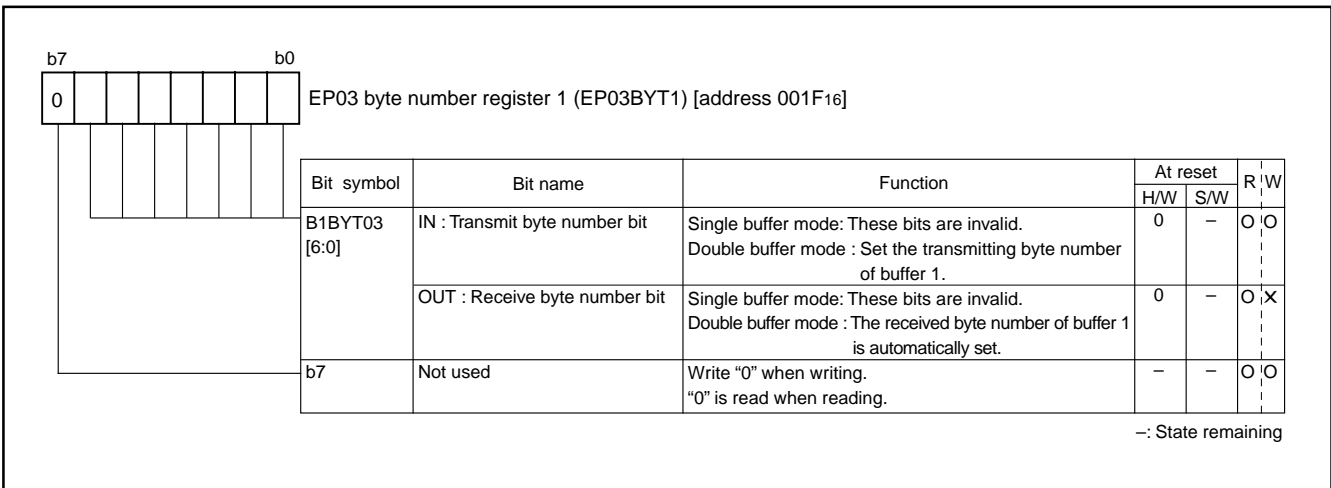 b7 b0
0 EP03 byte number register 1 (EP03BYT1) [address 001F16]
Bit symbol Bit name Function At reset R W
H/W S/W
B1BYT03 IN : Transmit byte number bit Single buffer mode: These bits are invalid. 0 – O O
[6:0] Double buffer mode : Set the transmitting byte number
of buffer 1.
OUT : Receive byte number bit Single buffer mode: These bits are invalid. 0 – O ✕
Double buffer mode : The received byte number of buffer 1
is automatically set.
b7 Not used Write “0” when writing. – – O O
“0” is read when reading.
–: State remaining